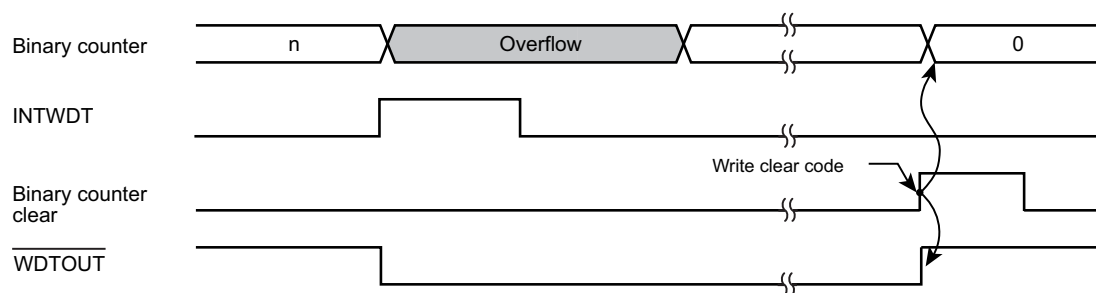 Binary counter
n
Overflow
0
INTWDT
Write clear code
Binary counter
clear
WDTOUT